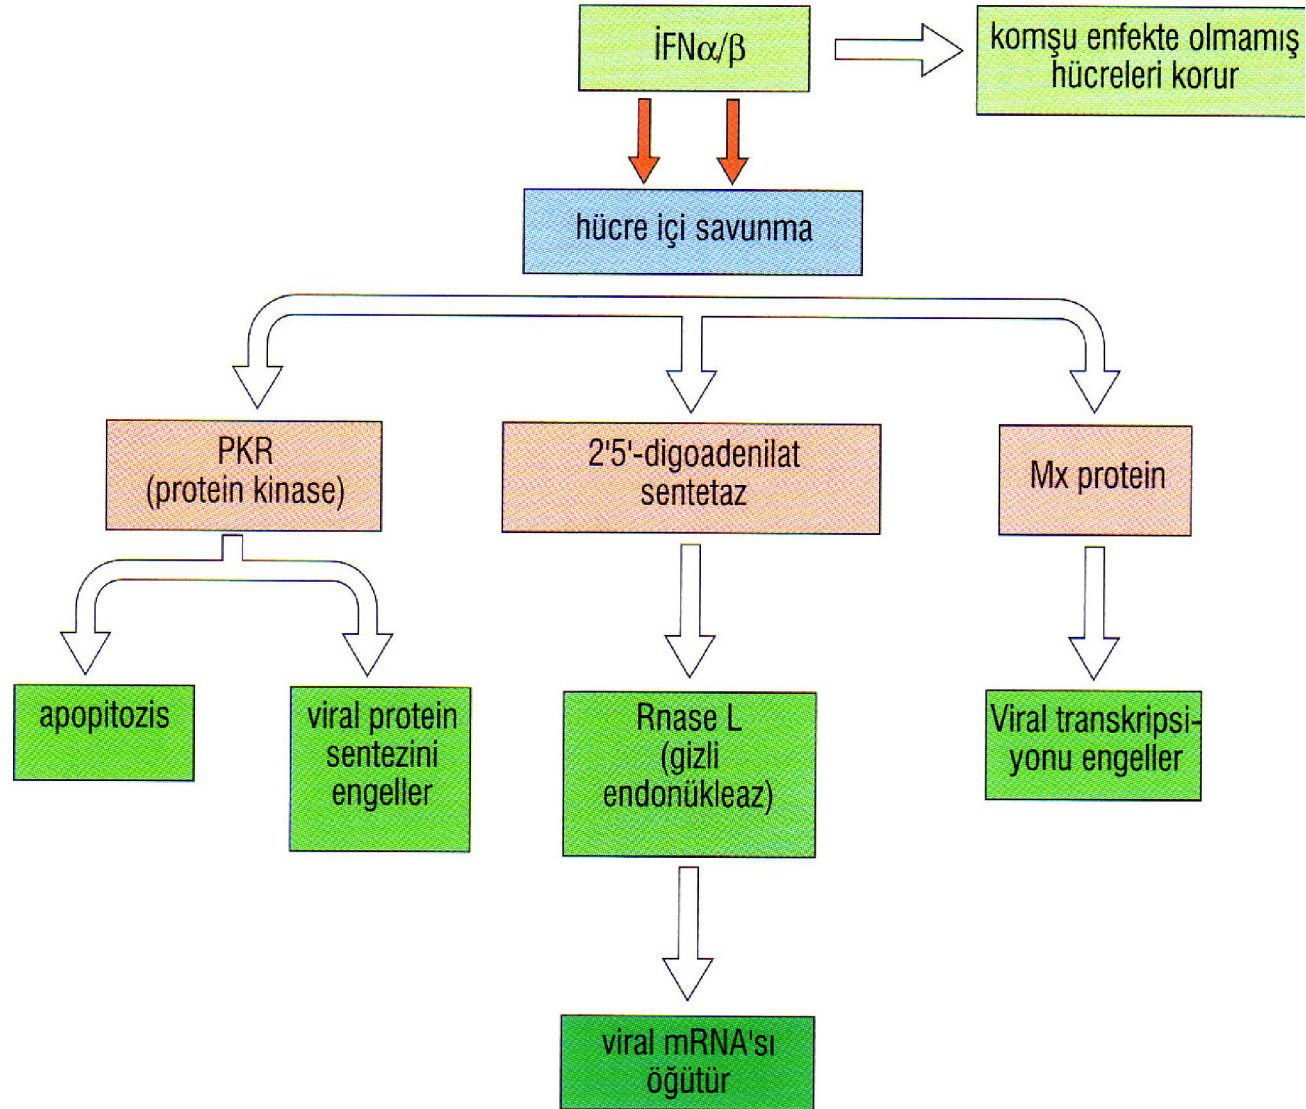 İFNα/β
komşu enfekte olmamış
hücreleri korur
hücre içi savunma
PKR
(protein kinase)
2'5'-digoadenilat
sentetaz
Mx protein
apopitozis
viral protein
sentezini
engeller
Rnase L
(gizli
endonükleaz)
Viral transkripsi-
yonu engeller
viral mRNA'sı
öğütür